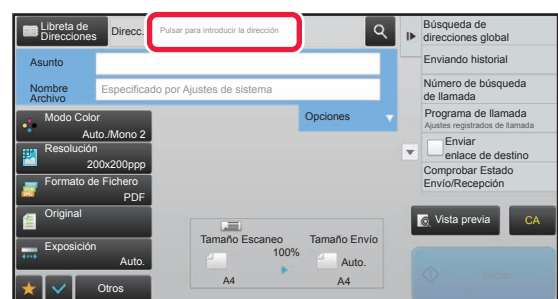 Libreta de
Direcciones
Direcc.
Pulsar para introducir la dirección
Asunto
Nombre
Archivo
Especificado por Ajustes de sistema
Modo Color
Auto./Mono 2
Resolución
200x200ppp
Formato de Fichero
PDF
Original
Exposición
Auto.
Otros
Opciones
Tamaño Escaneo
Tamaño Envío
100%
Auto.
A4
A4
Búsqueda de
direcciones global
Enviando historial
Número de búsqueda
de llamada
Programa de llamada
Ajustes registrados de llamada
Enviar
enlace de destino
Comprobar Estado
Envío/Recepción
Vista previa
CA